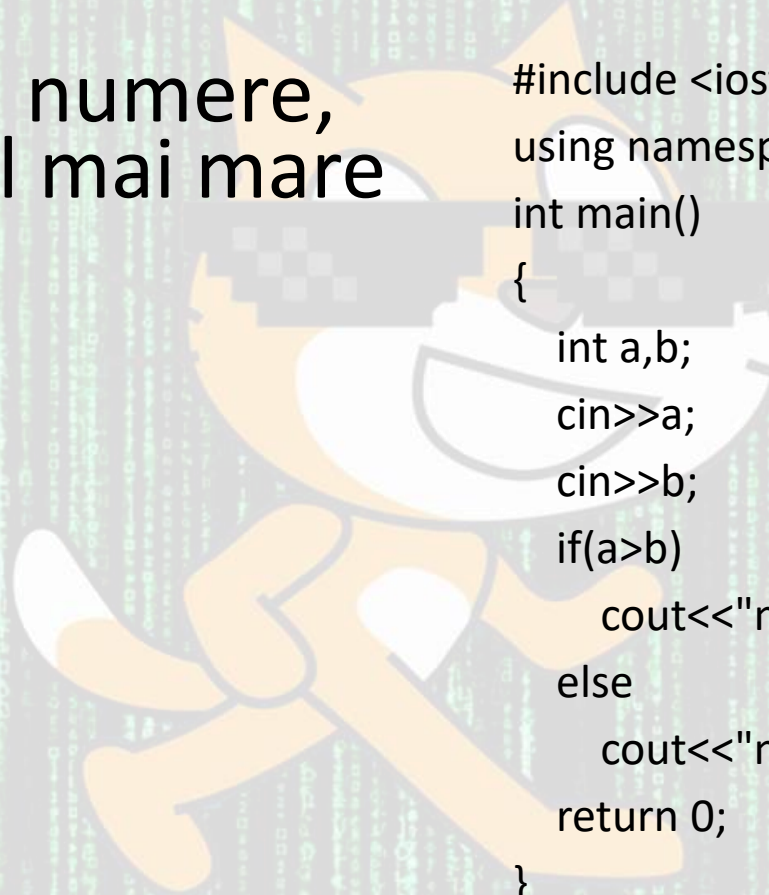 numere,
l mai mare
#include <ios
using namesp
int main()
{
int a,b;
cin>>a;
cin>>b;
if(a>b)
cout<<"n
else
cout<<"n
return 0;
}